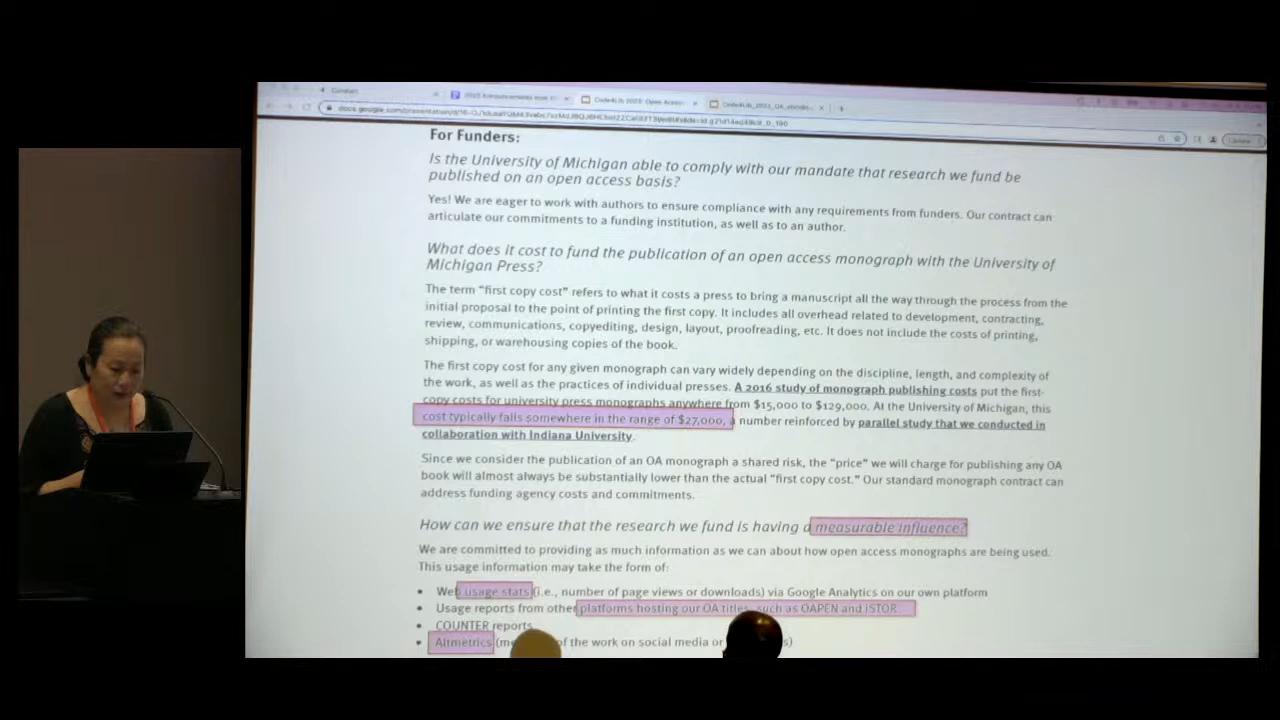 For Funders:
Is the University of Michigan able to comply with our mandate that research we fund be
published on an open access basis?
Yes! We are eager to work with authors to ensure compliance with any requirements from funders. Our contract can
articulate our commitments to a funding institution, as well as to an author.
What does it cost to fund the publication of an open access monograph with the University of
Michigan Press?
The term “first copy cost” refers to what it costs a press to bring a manuscript all the way through the process from the
initial proposal to the point of printing the first copy. It includes all overhead related to development, contracting,
review, communications, copyediting, design, layout, proofreading, etc. It does not include the costs of printing,
shipping, or warehousing copies of the book.
The first copy cost for any given monograph can vary widely depending on the discipline, length, and complexity of
the work, as well as the practices of individual presses. A 2016 study of monograph publishing costs put the first-
copy costs for university press monographs anywhere from $15,000 to $129,000. At the University of Michigan, this
cost typically falls somewhere in the range of $27,000, a number reinforced by parallel study that we conducted in
collaboration with Indiana University.
Since we consider the publication of an OA monograph a shared risk, the “price” we will charge for publishing any OA
book will almost always be substantially lower than the actual “first copy cost.” Our standard monograph contract can
address funding agency costs and commitments.
How can we ensure that the research we fund is having a measurable influence?
We are committed to providing as much information as we can about how open access monographs are being used.
This usage information may take the form of:
• Web usage stats (i.e., number of page views or downloads) via Google Analytics on our own platform
• Usage reports from other platforms hosting our OA titles, such as OAPEN and JSTOR
• COUNTER reports
• Altmetrics of the work on social media or